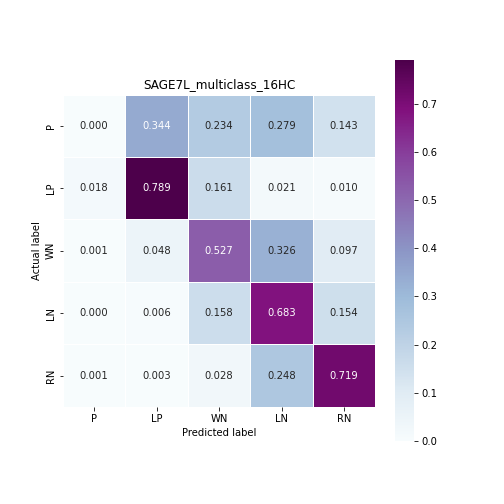 SAGE7L_multiclass_16HC
Actual label
P 0.000 0.344 0.234 0.279 0.143
LP 0.018 0.789 0.161 0.021 0.010
WN 0.001 0.048 0.527 0.326 0.097
LN 0.000 0.006 0.158 0.683 0.154
RN 0.001 0.003 0.028 0.248 0.719
P LP WN LN RN
Predicted label
0.7
0.6
0.5
0.4
0.3
0.2
0.1
0.0